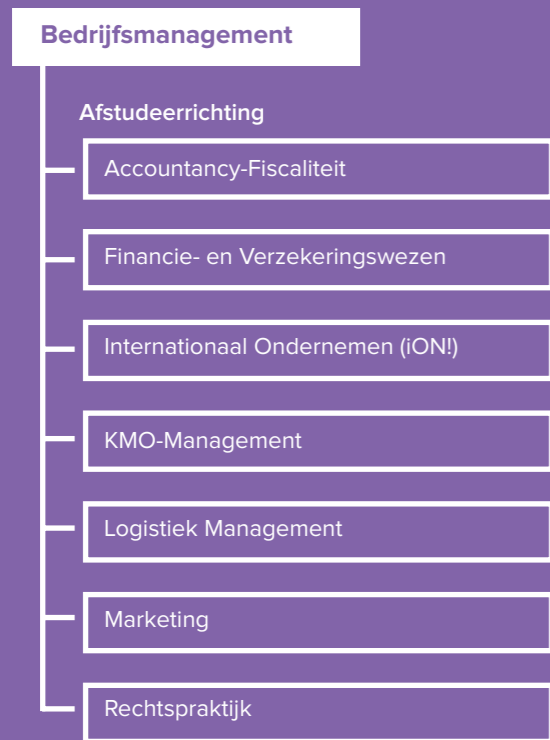 Bedrijfsmanagement
Afstudeerrichting
Accountancy-Fiscaliteit
Financie- en Verzekeringswezen
Internationaal Ondernemen (iON!)
KMO-Management
Logistiek Management
Marketing
Rechtspraktijk